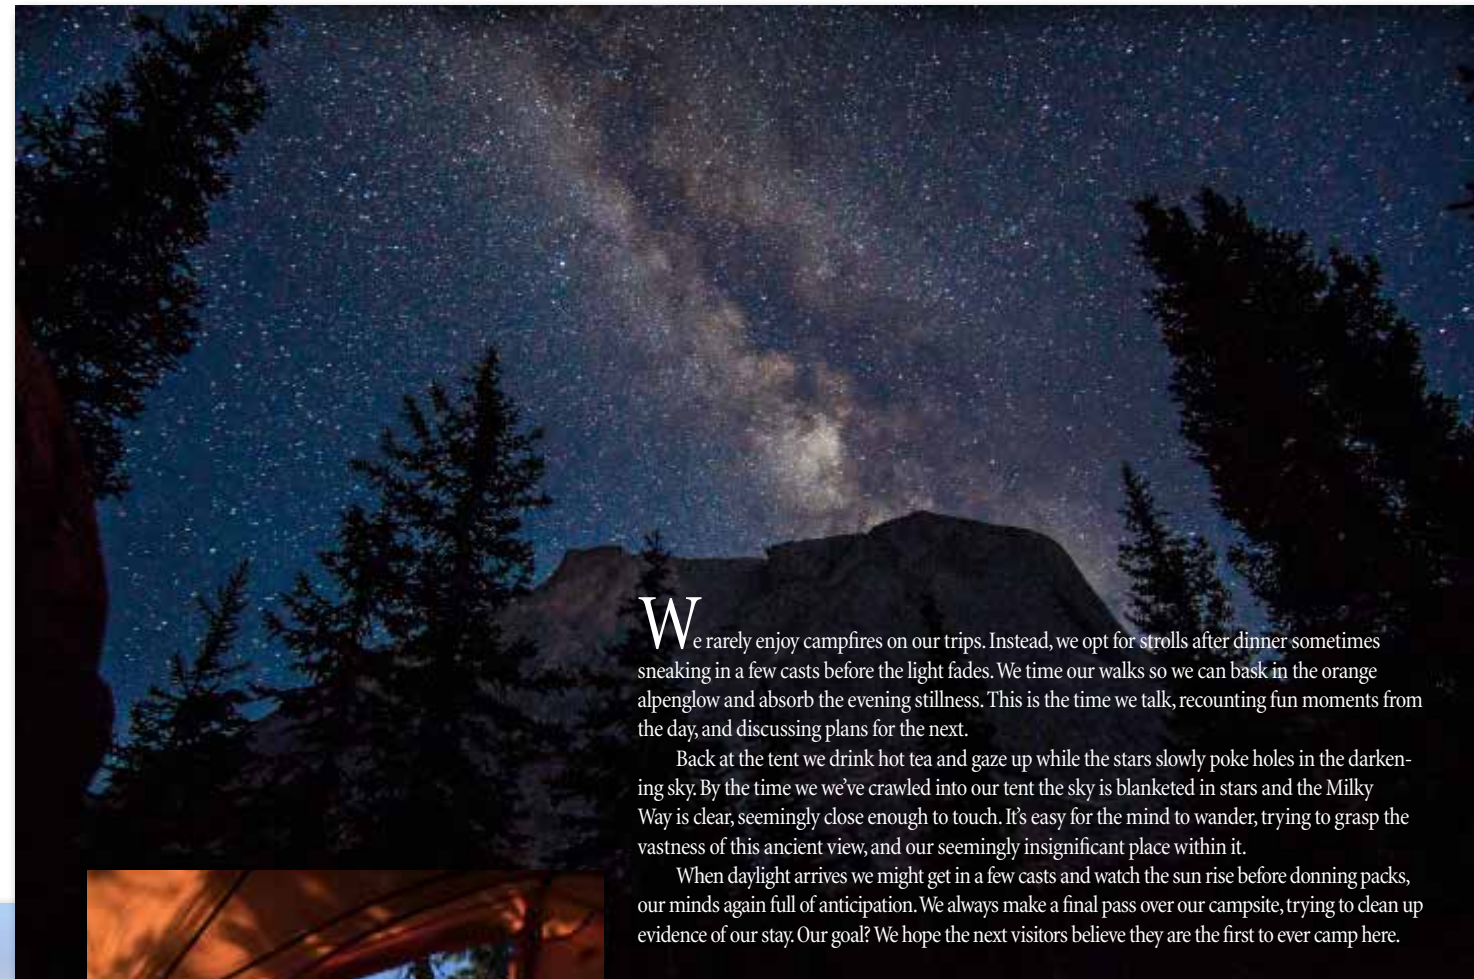 We rarely enjoy campfires on our trips. Instead, we opt for strolls after dinner sometimes
sneaking in a few casts before the light fades. We time our walks so we can bask in the orange
alpenglow and absorb the evening stillness. This is the time we talk, recounting fun moments from
the day, and discussing plans for the next.
Back at the tent we drink hot tea and gaze up while the stars slowly poke holes in the darken-
ing sky. By the time we we've crawled into our tent the sky is blanketed in stars and the Milky
Way is clear, seemingly close enough to touch. It's easy for the mind to wander, trying to grasp the
vastness of this ancient view, and our seemingly insignificant place within it.
When daylight arrives we might get in a few casts and watch the sun rise before donning packs,
our minds again full of anticipation. We always make a final pass over our campsite, trying to clean up
evidence of our stay. Our goal? We hope the next visitors believe they are the first to ever camp here.